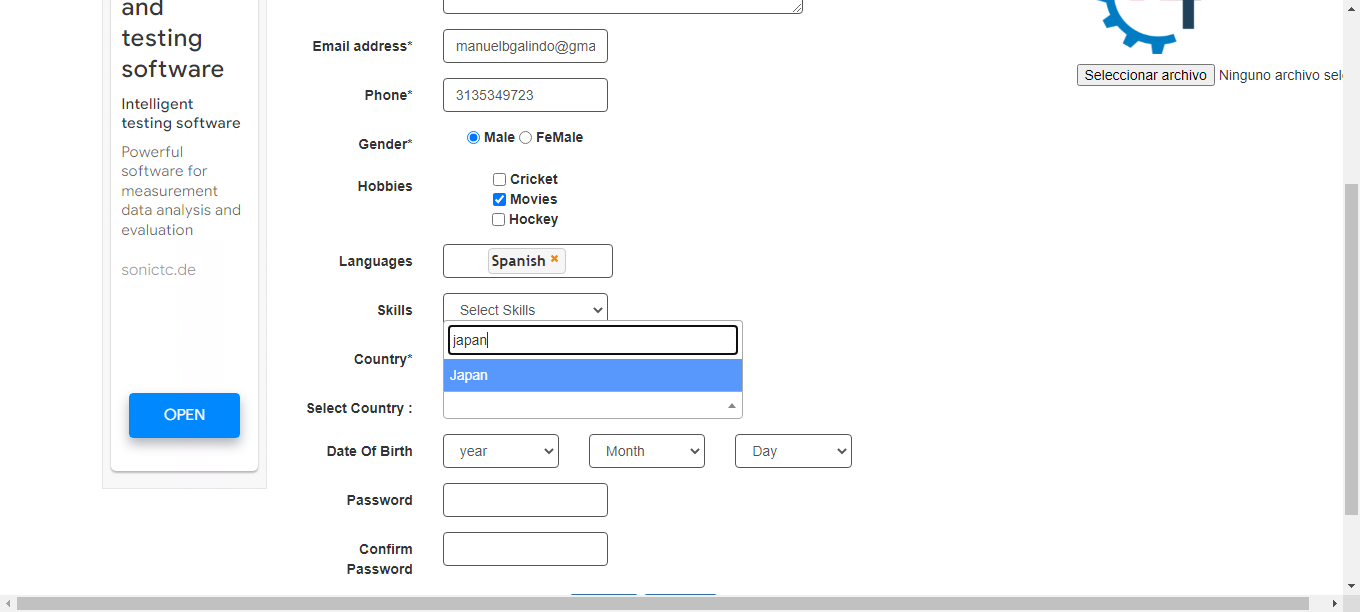 and
testing
software
Intelligent
testing software
Powerful
software for
measurement
data analysis and
evaluation
sonictc.de
OPEN
Email address*
manuelbgalindo@gma
Phone*
3135349723
Gender*
Male FeMale
Hobbies
Cricket
Movies
Hockey
Languages
Spanish ×
Skills
Select Skills
japan
Country*
Japan
Select Country :
Date Of Birth
year Month Day
Password
Confirm
Password
Seleccionar archivo Ninguno archivo sel